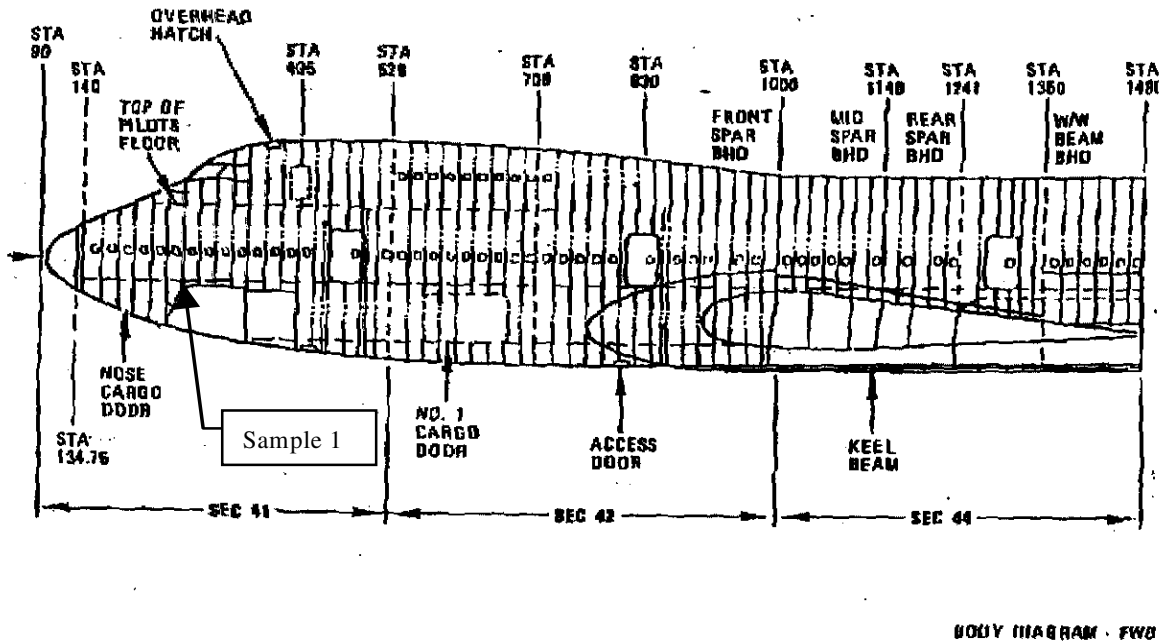 OVERHEAD
HATCH
STA
90
STA
140
TOP OF
PILOTS
FLOOR
STA
STA
520
STA
700
STA
STA
1000
FRONT
SPAR
BHD
STA
1140
MID
SPAR
BHD
STA
1241
REAR
SPAR
BHD
STA
1350
W/W
BEAM
BHD
STA
1480
NOSE
CARGO
DOOR
STA
134.75
Sample 1
NO. 1
CARGO
DOOR
ACCESS
DOOR
KEEL
BEAM
SEC 41
SEC 42
SEC 44
BODY DIAGRAM - FWD